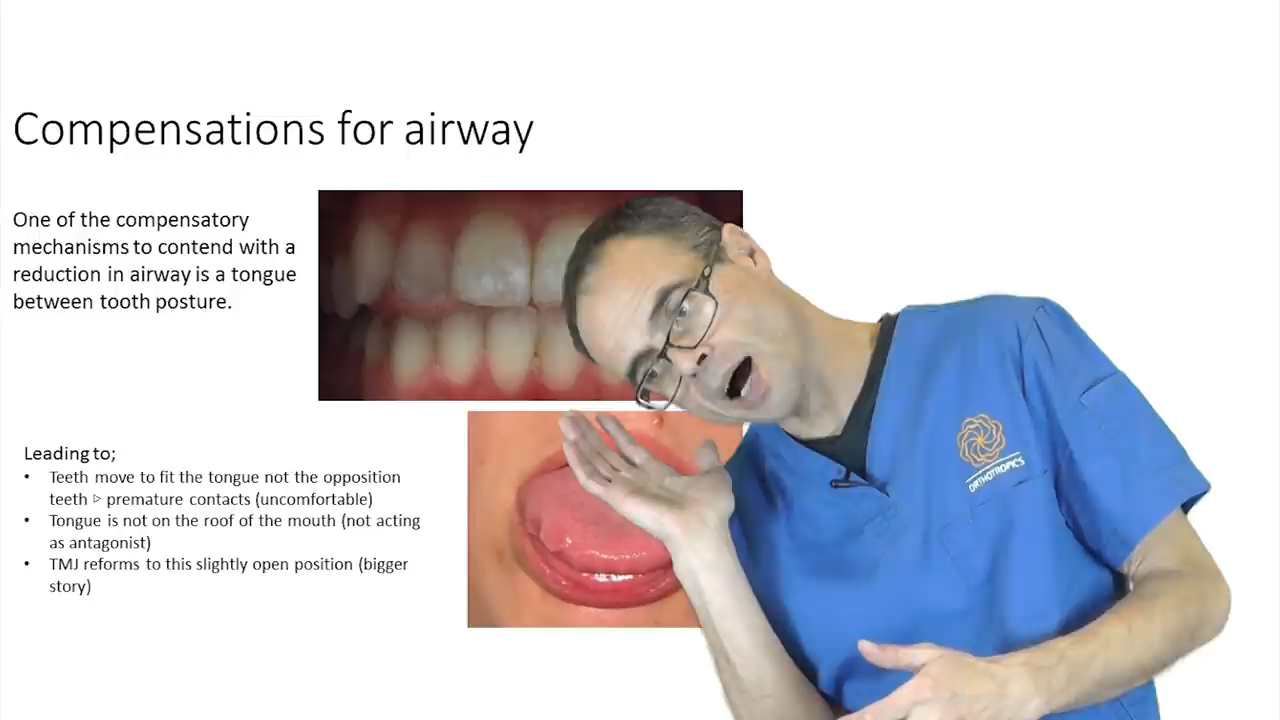 Compensations for airway
One of the compensatory
mechanisms to contend with a
reduction in airway is a tongue
between tooth posture.
Leading to;
• Teeth move to fit the tongue not the opposition
teeth ▹ premature contacts (uncomfortable)
• Tongue is not on the roof of the mouth (not acting
as antagonist)
• TMJ reforms to this slightly open position (bigger
story)
ORTHOTROPICS